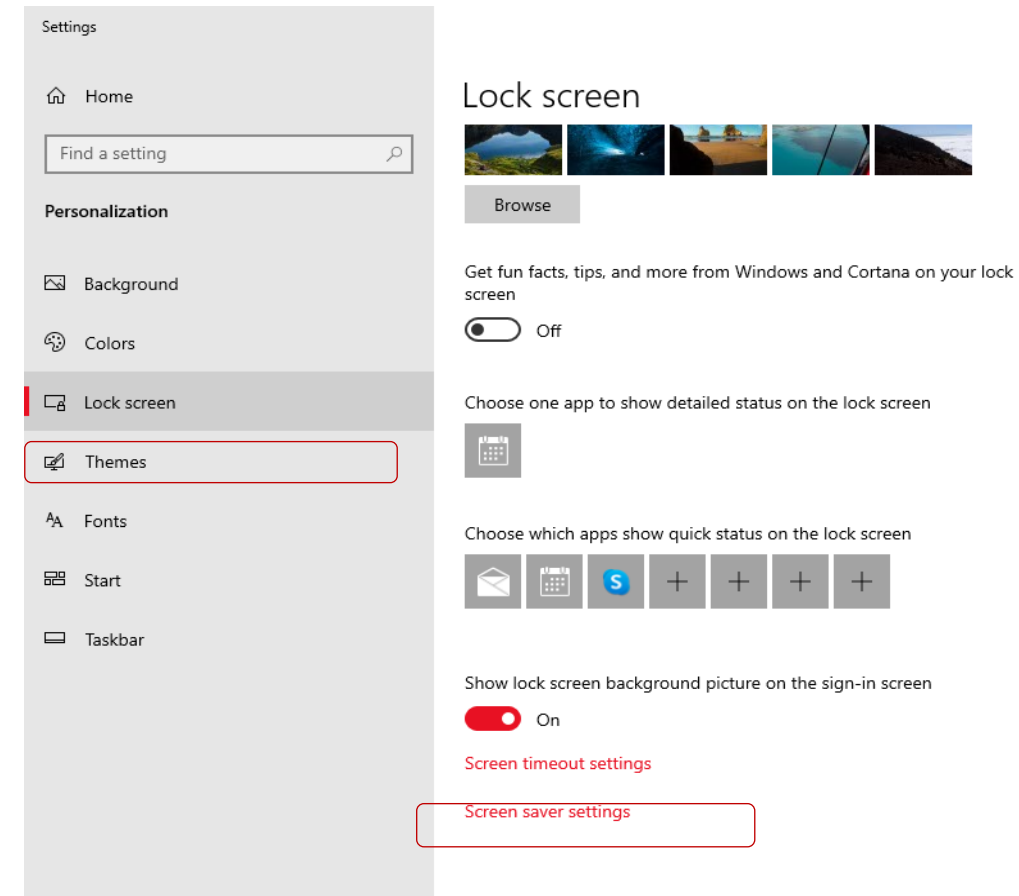 Settings
Home
Find a setting
Personalization
Background
Colors
Lock screen
Themes
Fonts
Start
Taskbar
Lock screen
Browse
Get fun facts, tips, and more from Windows and Cortana on your lock
screen
Off
Choose one app to show detailed status on the lock screen
Choose which apps show quick status on the lock screen
Show lock screen background picture on the sign-in screen
On
Screen timeout settings
Screen saver settings